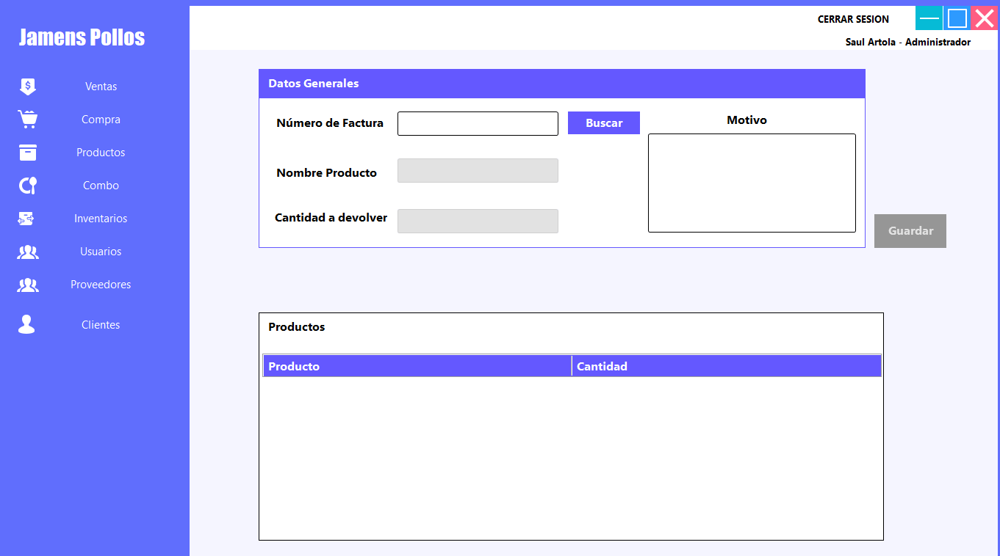 CERRAR SESION
Saul Artola - Administrador
Jamens Pollos
Ventas
Compra
Productos
Combo
Inventarios
Usuarios
Proveedores
Clientes
Datos Generales
Número de Factura
Buscar
Motivo
Nombre Producto
Cantidad a devolver
Guardar
Productos
Producto Cantidad